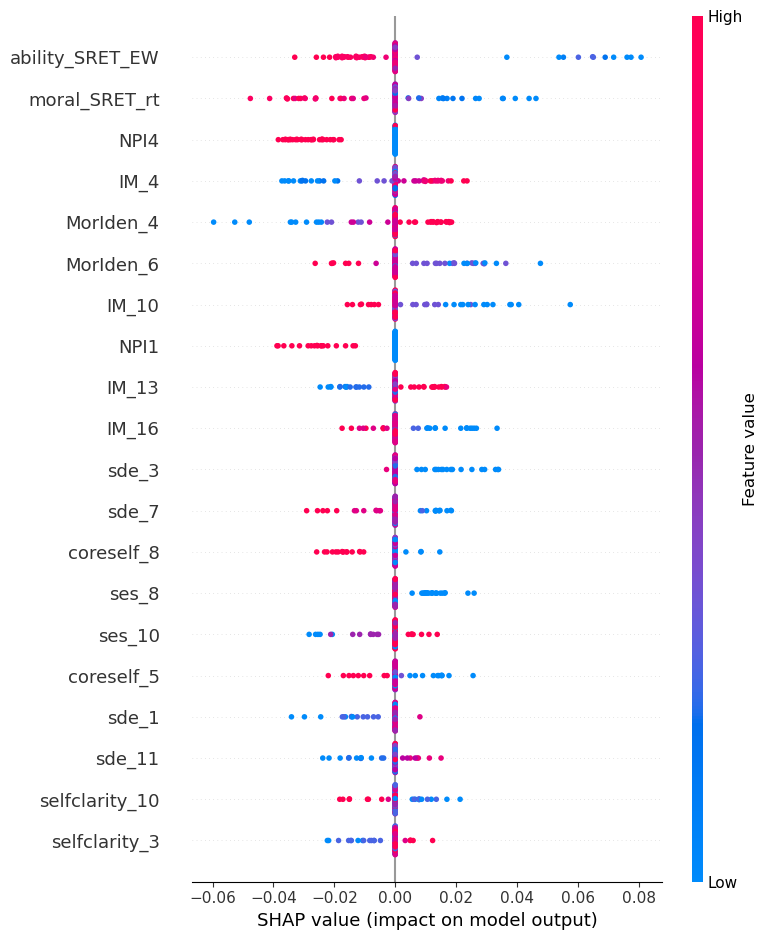 High
ability_SRET_EW
moral_SRET_rt
NPI4
IM_4
MorIden_4
MorIden_6
IM_10
NPI1
IM_13
IM_16
sde_3
sde_7
coreself_8
ses_8
ses_10
coreself_5
sde_1
sde_11
selfclarity_10
selfclarity_3
Feature value
Low
−0.06 −0.04 −0.02 0.00 0.02 0.04 0.06 0.08
SHAP value (impact on model output)